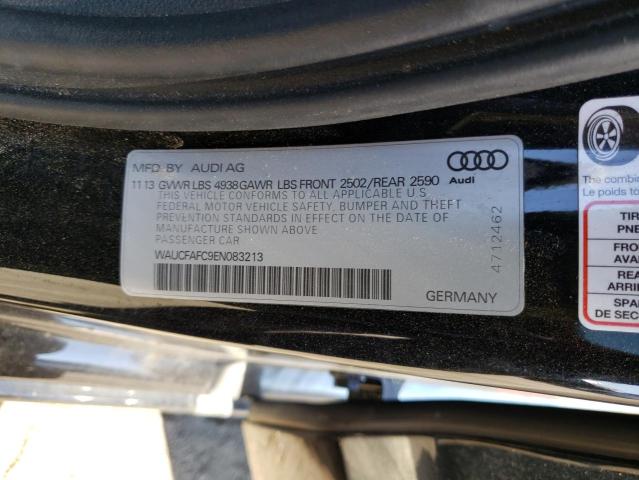 MFD BY AUDI AG
1113 GVWR LBS 4938 GAWR LBS FRONT 2502/REAR 2590
Audi
THIS VEHICLE CONFORMS TO ALL APPLICABLE U.S
FEDERAL MOTOR VEHICLE SAFETY, BUMPER AND THEFT
PREVENTION STANDARDS IN EFFECT ON THE DATE OF
MANUFACTURE SHOWN ABOVE
PASSENGER CAR
WAUCFAFC9EN083213
GERMANY
4712462
The combin
Le poids to
TIR
PNE
FRO
AVA
REA
ARRI
SPA
DE SEC